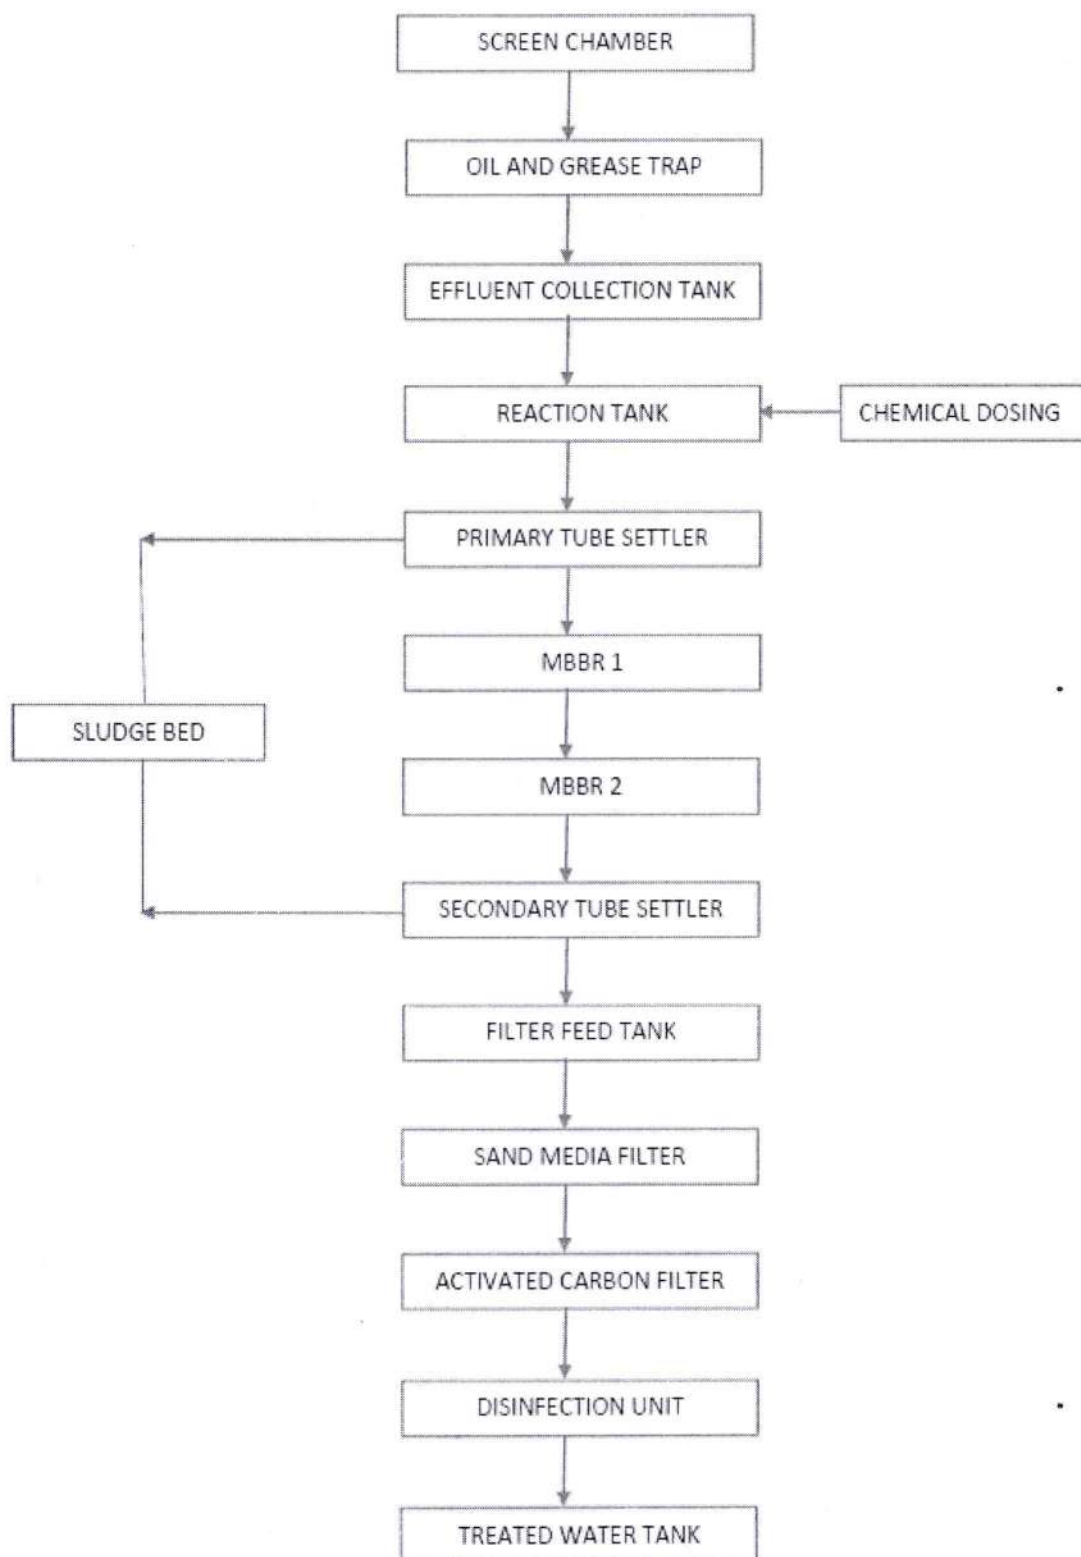 SCREEN CHAMBER
OIL AND GREASE TRAP
EFFLUENT COLLECTION TANK
REACTION TANK
CHEMICAL DOSING
PRIMARY TUBE SETTLER
MBBR 1
SLUDGE BED
MBBR 2
SECONDARY TUBE SETTLER
FILTER FEED TANK
SAND MEDIA FILTER
ACTIVATED CARBON FILTER
DISINFECTION UNIT
TREATED WATER TANK